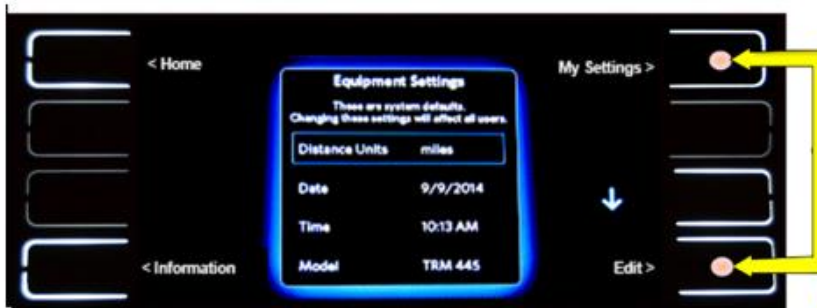 < Home
My Settings >
Equipment Settings
These are system defaults.
Changing these settings will affect all users.
Distance Units miles
Date 9/9/2014
Time 10:13 AM
Model TRM 445
< Information
Edit >